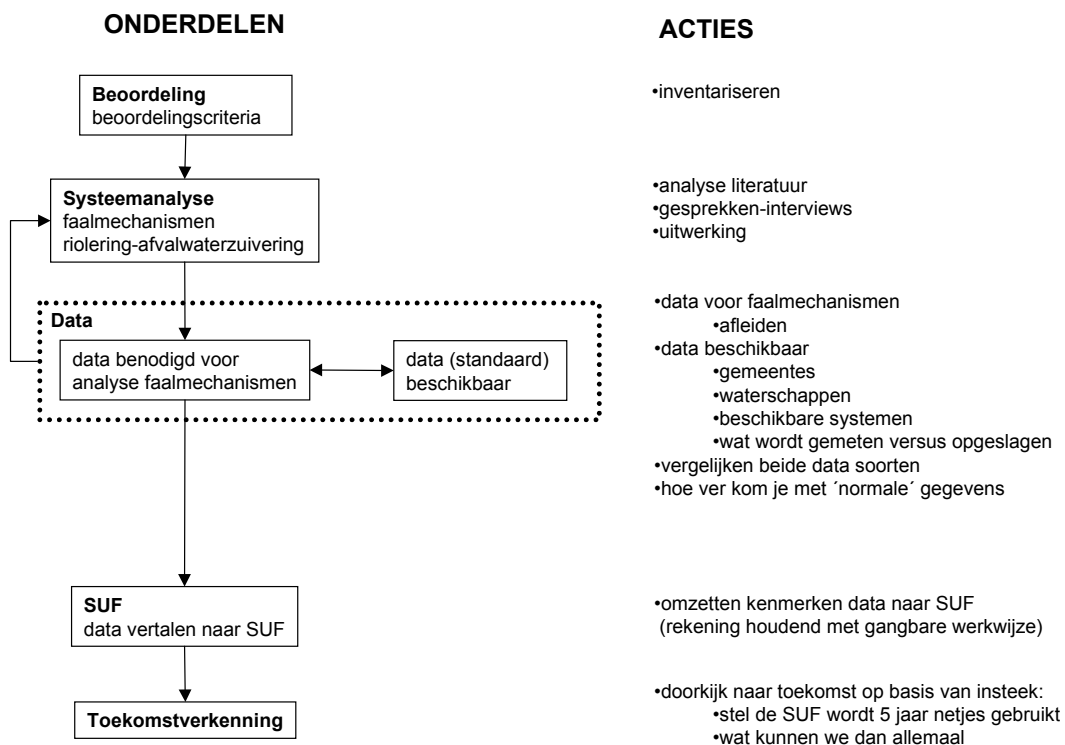 ONDERDELEN
ACTIES
Beoordeling
beoordelingscriteria
•inventariseren
Systeemanalyse
faalmechanismen
riolering-afvalwaterzuivering
•analyse literatuur
•gesprekken-interviews
•uitwerking
Data
data benodigd voor
analyse faalmechanismen
data (standaard)
beschikbaar
•data voor faalmechanismen
•afleiden
•data beschikbaar
•gemeentes
•waterschappen
•beschikbare systemen
•wat wordt gemeten versus opgeslagen
•vergelijken beide data soorten
•hoe ver kom je met ´normale´ gegevens
SUF
data vertalen naar SUF
•omzetten kenmerken data naar SUF
(rekening houdend met gangbare werkwijze)
Toekomstverkenning
•doorkijk naar toekomst op basis van insteek:
•stel de SUF wordt 5 jaar netjes gebruikt
•wat kunnen we dan allemaal